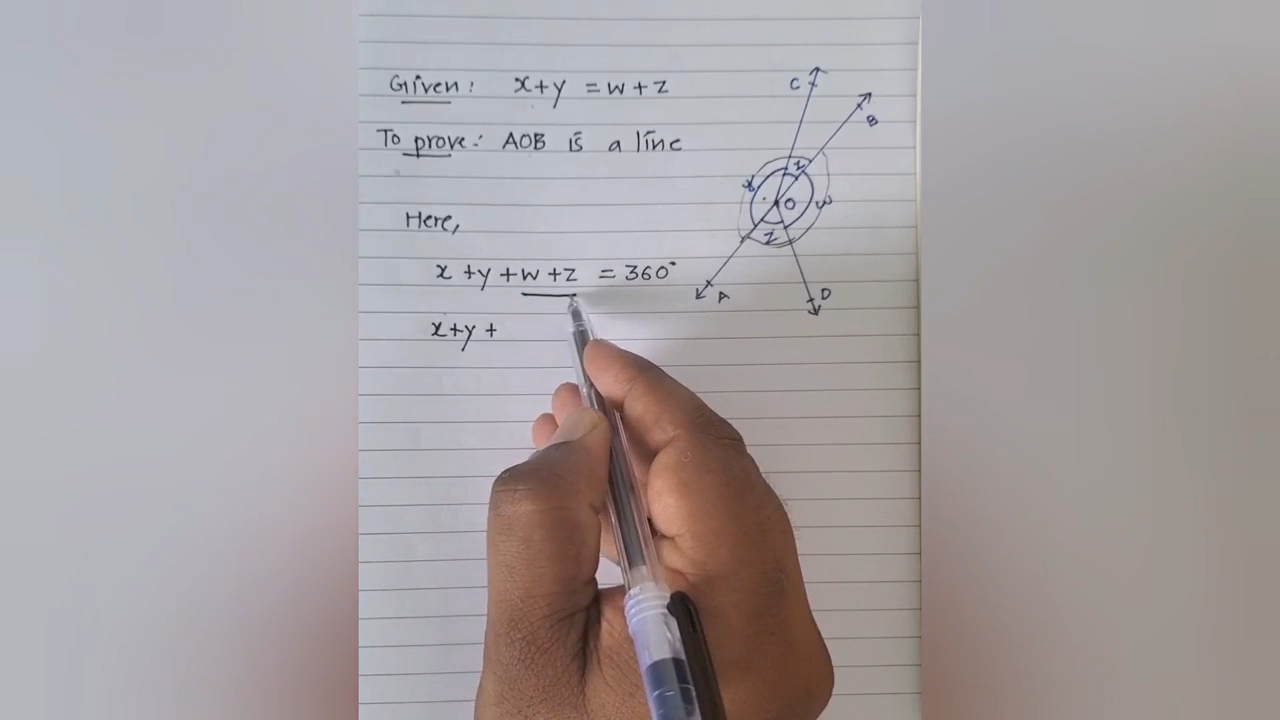 Given: x+y = w+z
To prove: AOB is a line
Here,
x+y+w+z = 360°
x+y+
C
B
x
O
w
z
A
D